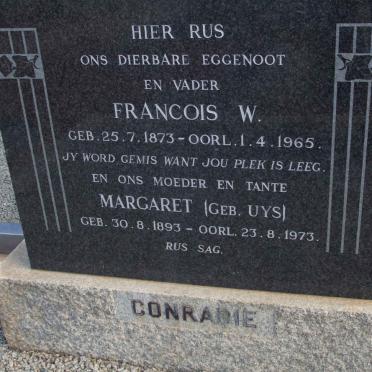 HIER RUS
ONS DIERBARE EGGENOOT
EN VADER
FRANCOIS W.
GEB. 25.7.1873 – OORL. 1.4.1965.
JY WORD GEMIS WANT JOU PLEK IS LEEG.
EN ONS MOEDER EN TANTE
MARGARET (GEB. UYS)
GEB. 30.8.1893 – OORL. 23.8.1973.
RUS SAG.
CONRADIE